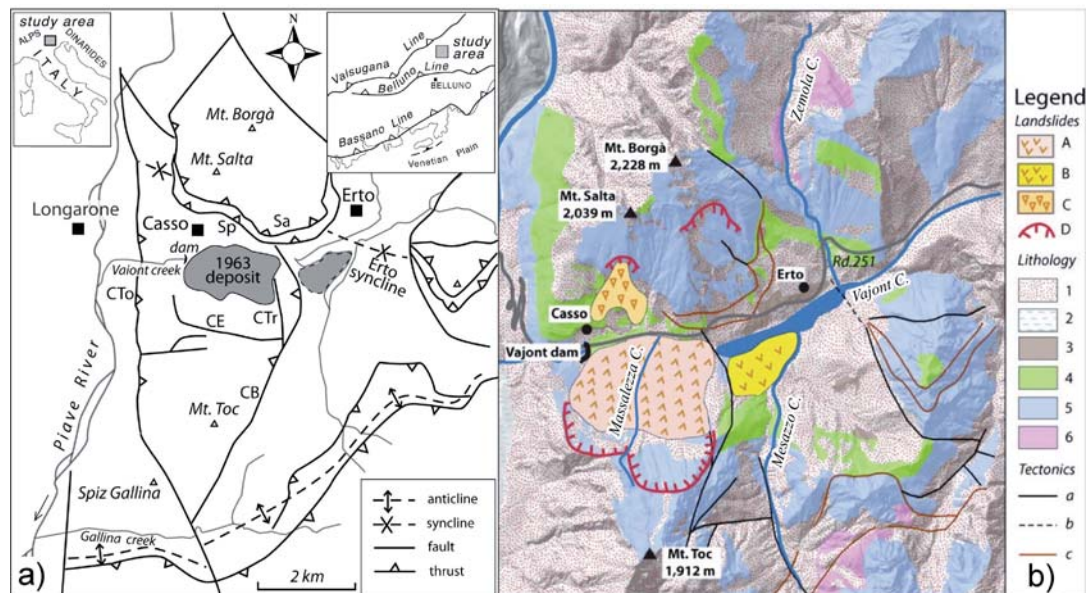 study area
ALPS
DINARIDES
ITALY
N
Valsugana Line
Belluno Line
study area
BELLUNO
Bassano Line
Venetian Plain
Mt. Borgà
Mt. Salta
Longarone
Casso
Erto
Sp
Sa
dam
Vaiont creek
1963
deposit
Erto
syncline
CTo
CE
CTr
Piave River
CB
Mt. Toc
Spiz Gallina
Gallina creek
anticline
syncline
fault
thrust
a)
2 km
Zemola C.
Mt. Borgà
2,228 m
Mt. Salta
2,039 m
Rd.251
Erto
Vajont C.
Casso
Vajont dam
Massalezza C.
Mesazzo C.
Mt. Toc
1,912 m
Legend
Landslides
A
B
C
D
Lithology
1
2
3
4
5
6
Tectonics
a
b
c
b)